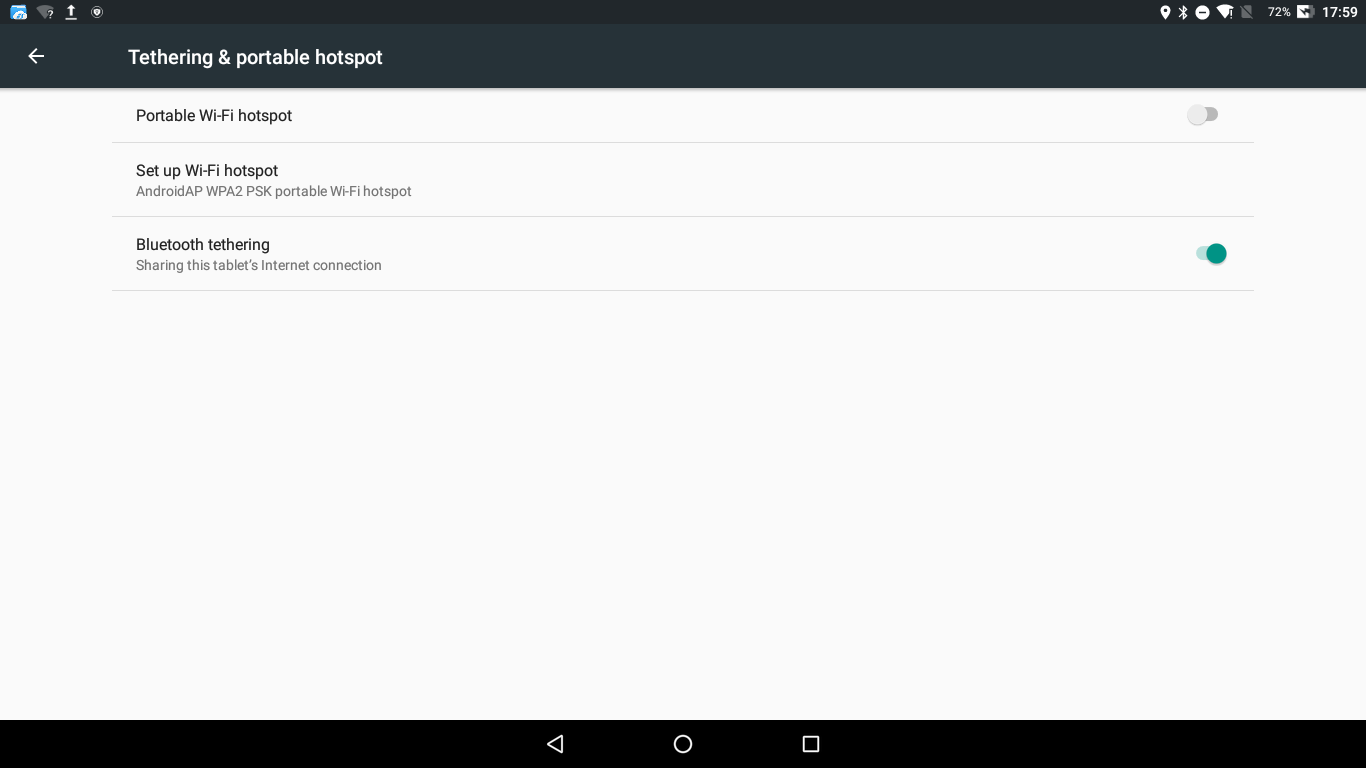 72%
17:59
Tethering & portable hotspot
Portable Wi-Fi hotspot
Set up Wi-Fi hotspot
AndroidAP WPA2 PSK portable Wi-Fi hotspot
Bluetooth tethering
Sharing this tablet’s Internet connection